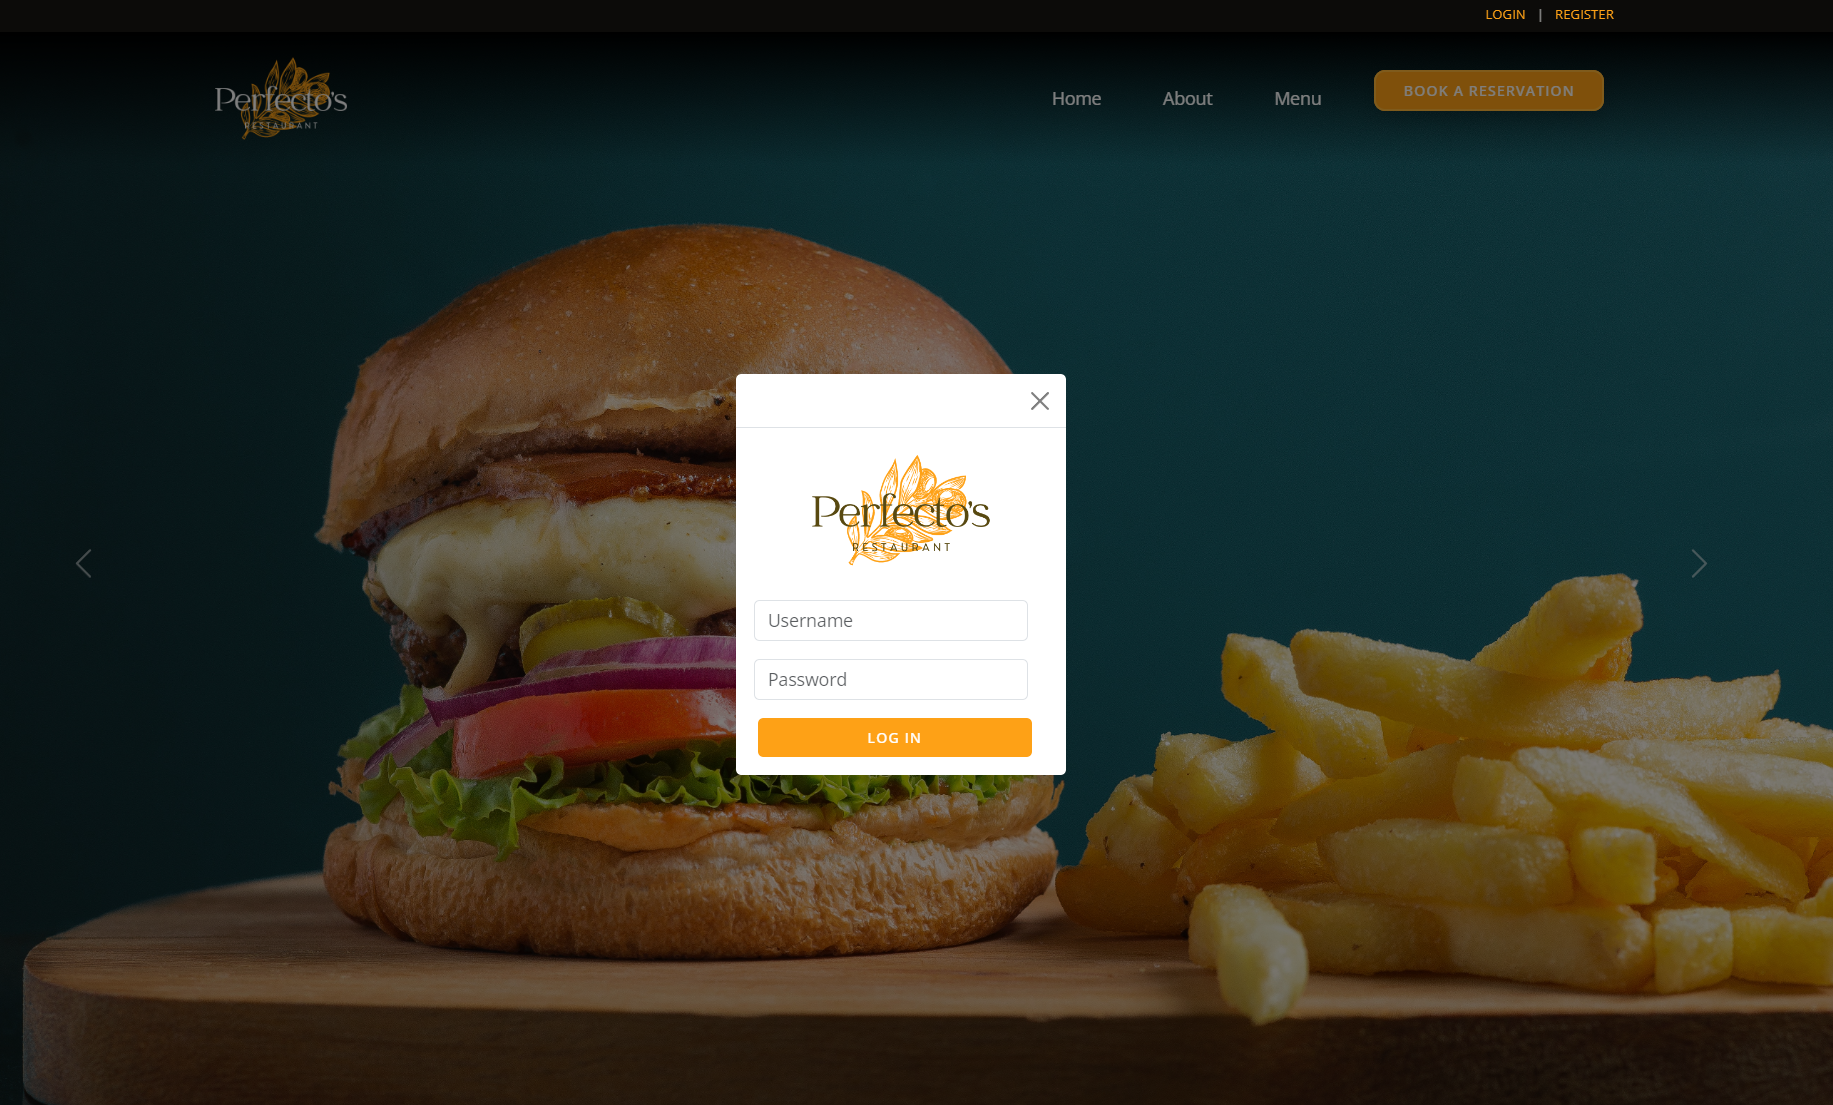 LOGIN | REGISTER
Perfecto's
RESTAURANT
Home About Menu BOOK A RESERVATION
Perfecto's
RESTAURANT
Username
Password
LOG IN